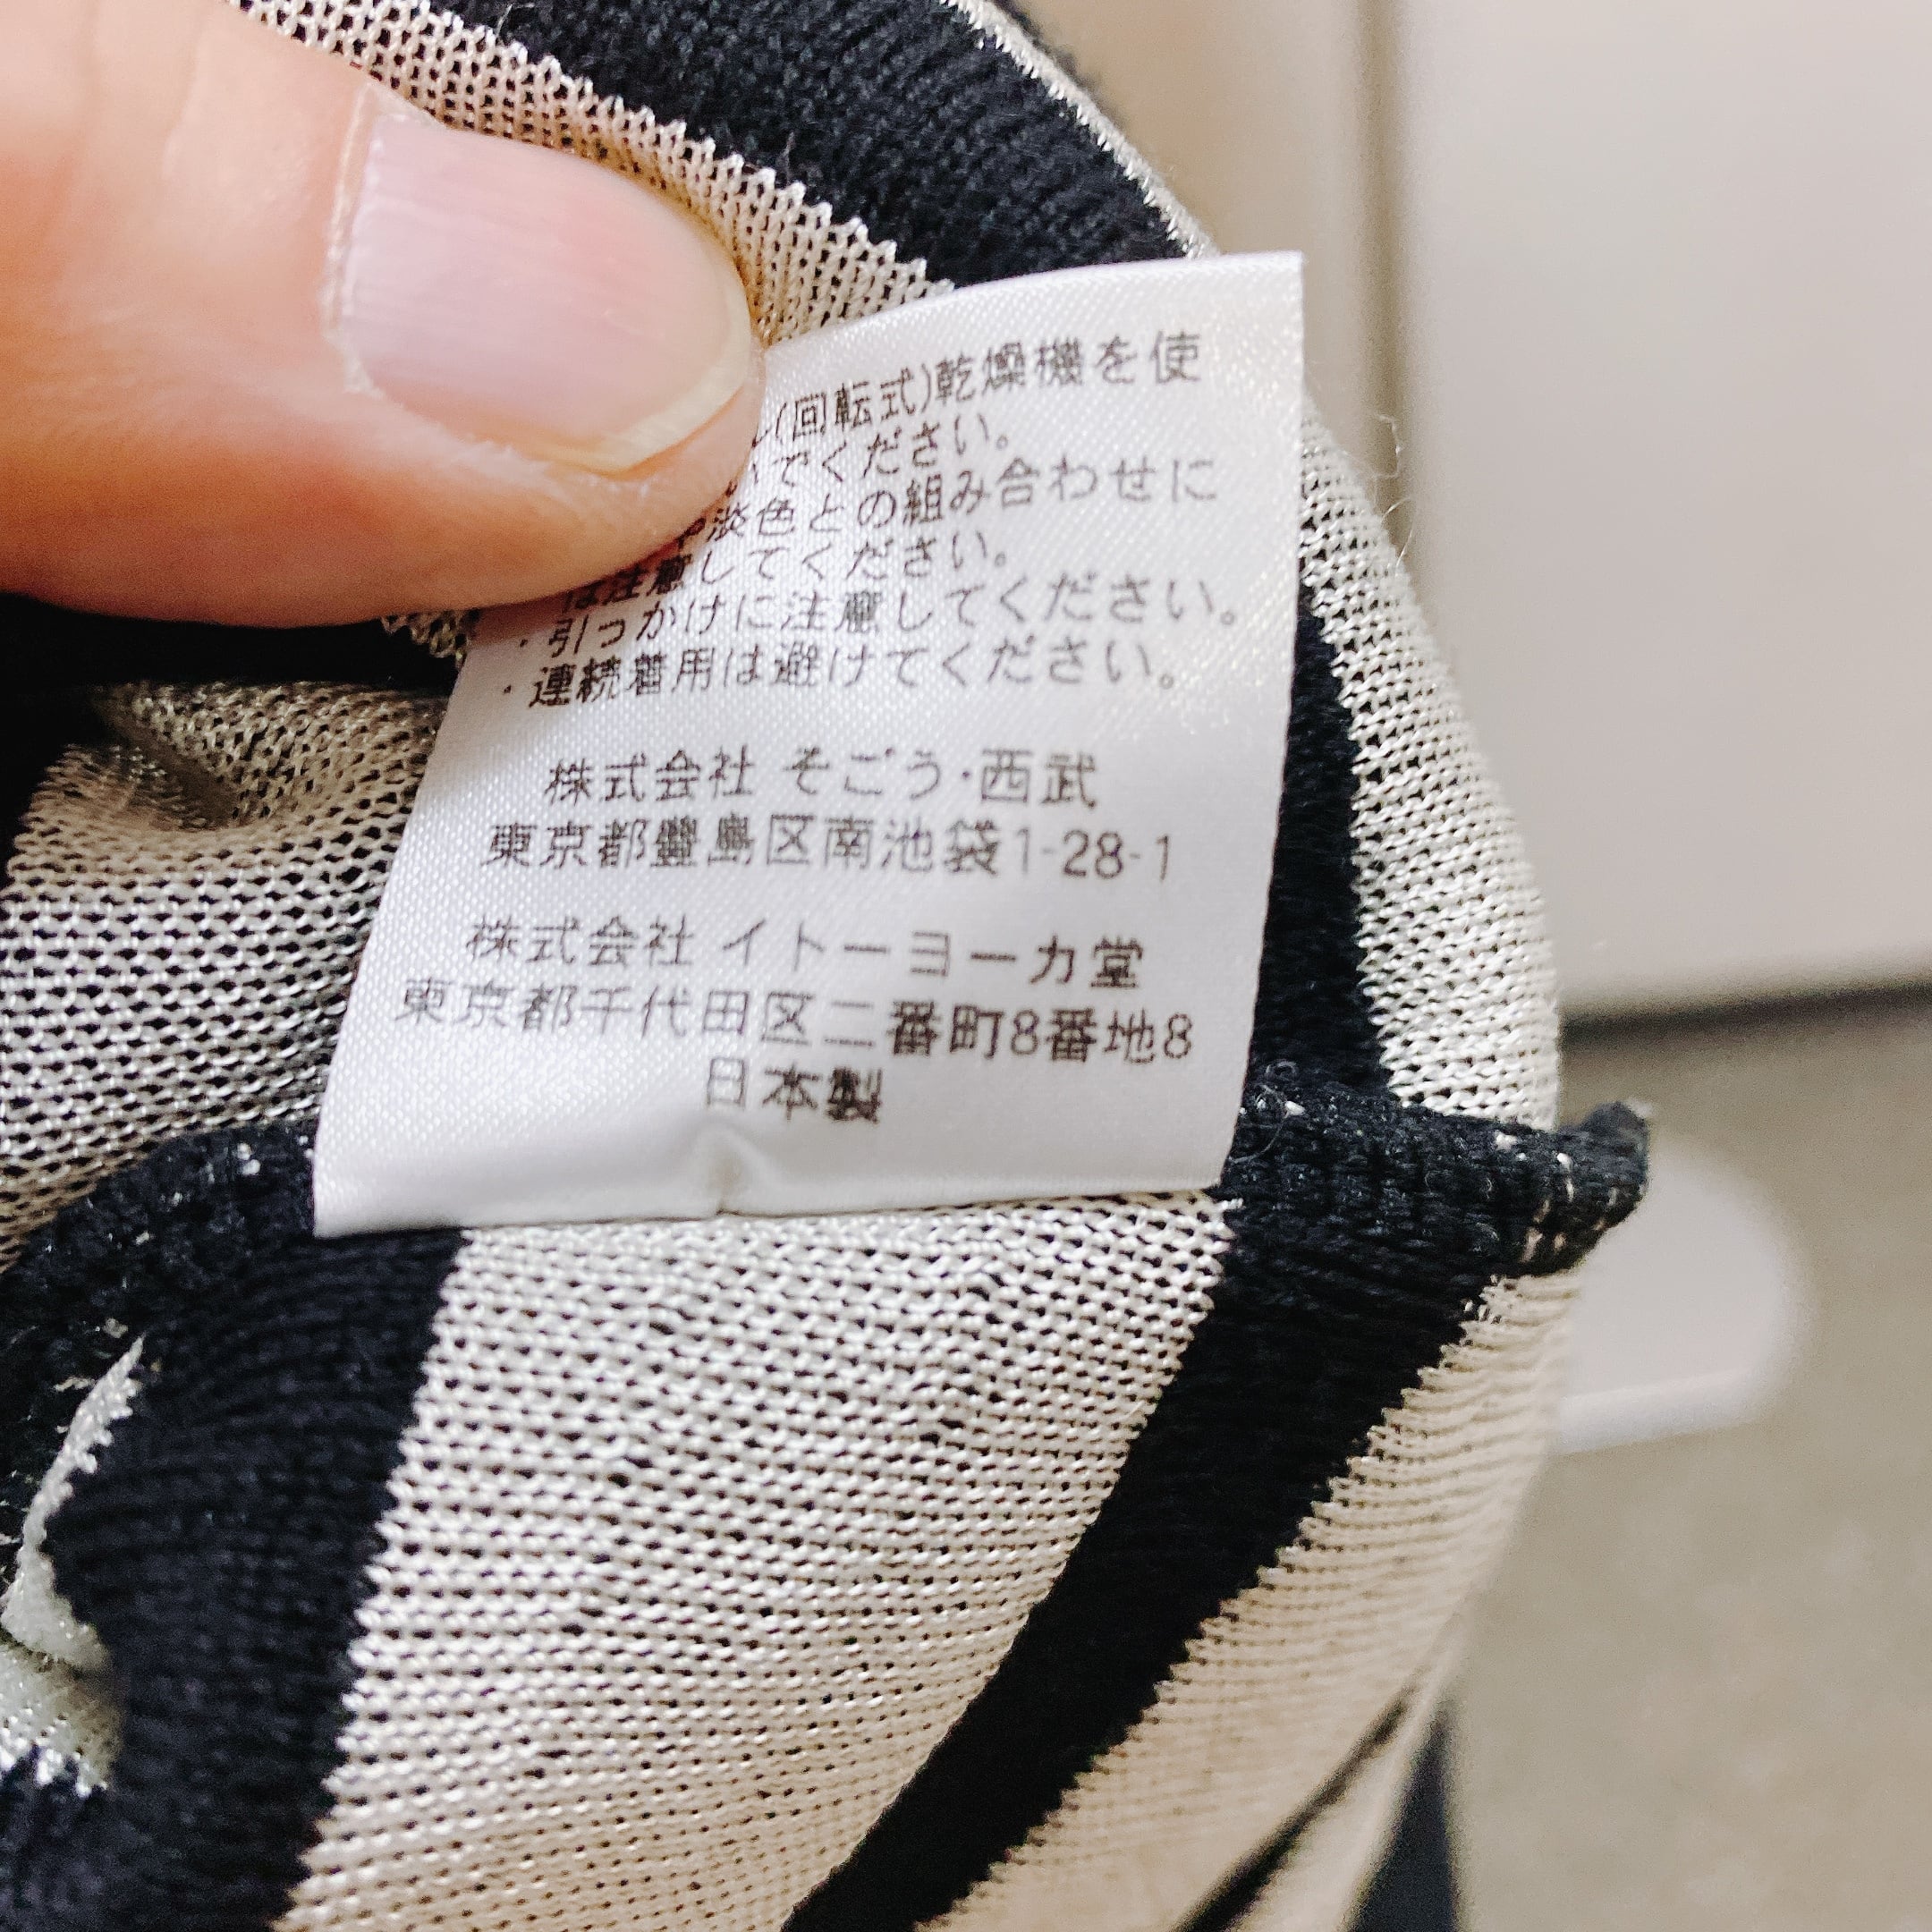 (回転式)乾燥機を使
でください。
淡色との組み合わせに
は注意してください。
・引っかけに注意してください。
・連続着用は避けてください。
株式会社 そごう・西武
東京都豊島区南池袋1-28-1
株式会社 イトーヨーカ堂
東京都千代田区二番町8番地8
日本製